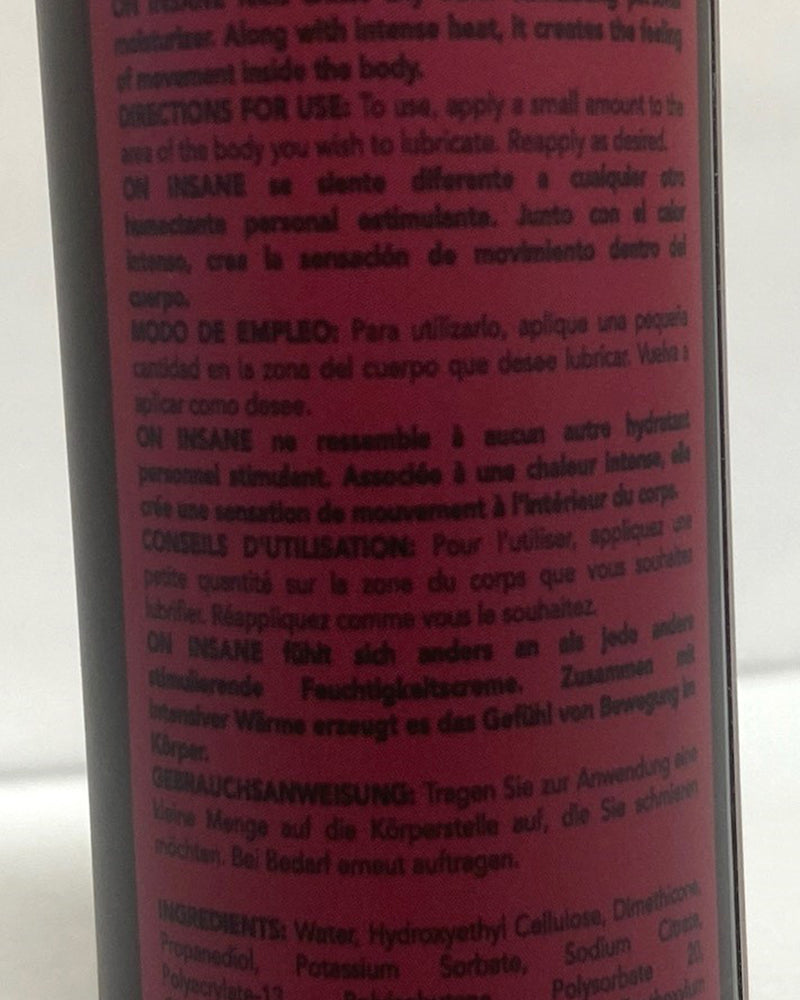 ON INSANE feels
moisturizer. Along with intense heat, it creates the feeling
of movement inside the body.
DIRECTIONS FOR USE: To use, apply a small amount to the
area of the body you wish to lubricate. Reapply as desired.
ON INSANE se siente diferente a cualquier otro
humectante personal estimulante. Junto con el calor
intenso, crea la sensación de movimiento dentro del
cuerpo.
MODO DE EMPLEO: Para utilizarlo, aplique una pequeña
cantidad en la zona del cuerpo que desee lubricar. Vuelva a
aplicar como desee.
ON INSANE ne ressemble à aucun autre hydratant
personnel stimulant. Associée à une chaleur intense, elle
crée une sensation de mouvement à l'intérieur du corps.
CONSEILS D'UTILISATION: Pour l'utiliser, appliquez une
petite quantité sur la zone du corps que vous souhaitez
lubrifier. Réappliquez comme vous le souhaitez.
ON INSANE fühlt sich anders an als jede andere
stimulierende Feuchtigkeitscreme. Zusammen mit
intensiver Wärme erzeugt es das Gefühl von Bewegung in
Körper.
GEBRAUCHSANWEISUNG: Tragen Sie zur Anwendung eine
kleine Menge auf die Körperstelle auf, die Sie schmieren
möchten. Bei Bedarf erneut auftragen.
INGREDIENTS: Water, Hydroxyethyl Cellulose, Dimethicone,
Propanediol, Potassium Sorbate, Sodium Citrate,
Polyacrylate-13, Polyisobutene, Polysorbate 20,